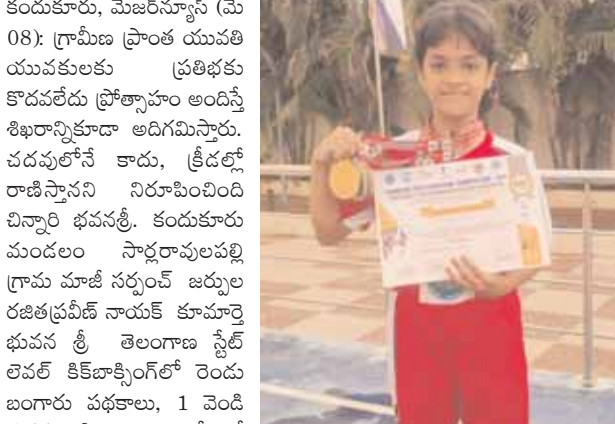 కందుకూరు, మేజర్‌న్యూస్ (మే
08): గ్రామీణ ప్రాంత యువతి
యువకులకు ప్రతిభకు
కొదవలేదు ప్రోత్సాహం అందిస్తే
శిఖరాన్నికూడా అదిగమిస్తారు.
చదవులోనే కాదు, క్రీడల్లో
రాణిస్తానని నిరూపించింది
చిన్నారి భవనశ్రీ. కందుకూరు
మండలం సార్లరావులపల్లి
గ్రామ మాజీ సర్పంచ్ జర్పుల
రజితప్రవీణ్ నాయక్ కూమార్తె
భువన శ్రీ తెలంగాణ స్టేట్
లెవల్ కిక్‌బాక్సింగ్‌లో రెండు
బంగారు పథకాలు, 1 వెండి